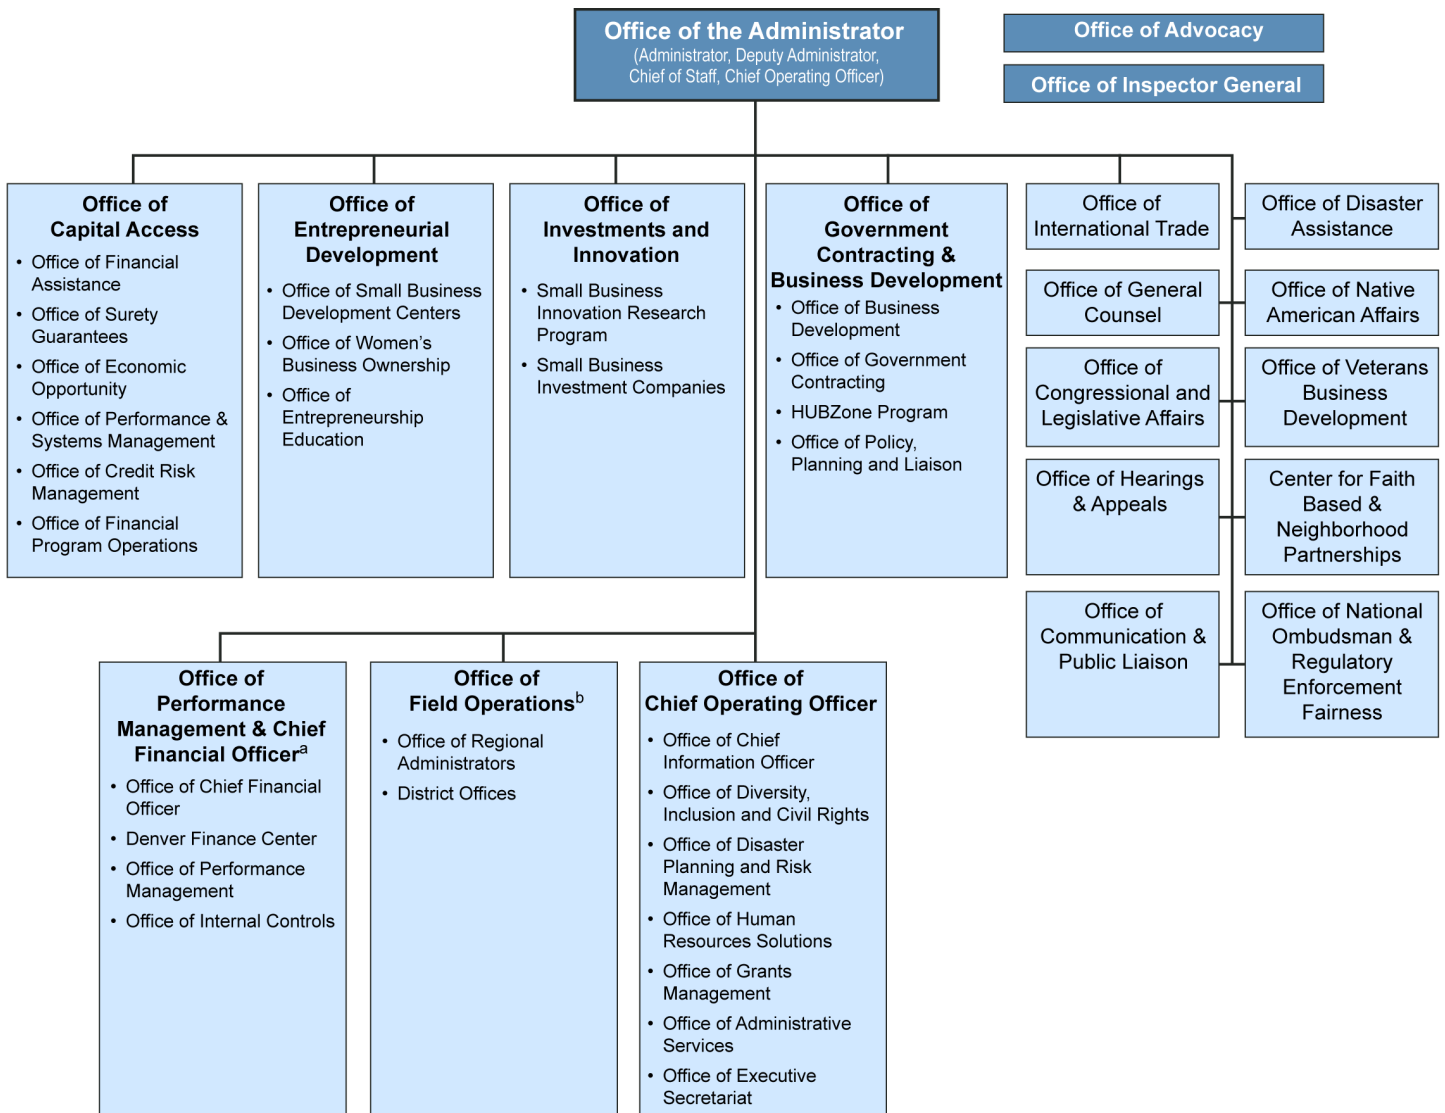 Office of the Administrator
(Administrator, Deputy Administrator,
Chief of Staff, Chief Operating Officer)
Office of Advocacy
Office of Inspector General
Office of
Capital Access
• Office of Financial
Assistance
• Office of Surety
Guarantees
• Office of Economic
Opportunity
• Office of Performance &
Systems Management
• Office of Credit Risk
Management
• Office of Financial
Program Operations
Office of
Entrepreneurial
Development
• Office of Small Business
Development Centers
• Office of Women’s
Business Ownership
• Office of
Entrepreneurship
Education
Office of
Investments and
Innovation
• Small Business
Innovation Research
Program
• Small Business
Investment Companies
Office of
Government
Contracting &
Business Development
• Office of Business
Development
• Office of Government
Contracting
• HUBZone Program
• Office of Policy,
Planning and Liaison
Office of
International Trade
Office of Disaster
Assistance
Office of General
Counsel
Office of Native
American Affairs
Office of
Congressional and
Legislative Affairs
Office of Veterans
Business
Development
Office of Hearings
& Appeals
Center for Faith
Based &
Neighborhood
Partnerships
Office of
Communication &
Public Liaison
Office of National
Ombudsman &
Regulatory
Enforcement
Fairness
Office of
Performance
Management & Chief
Financial Officer a
• Office of Chief Financial
Officer
• Denver Finance Center
• Office of Performance
Management
• Office of Internal Controls
Office of
Field Operations b
• Office of Regional
Administrators
• District Offices
Office of
Chief Operating Officer
• Office of Chief
Information Officer
• Office of Diversity,
Inclusion and Civil Rights
• Office of Disaster
Planning and Risk
Management
• Office of Human
Resources Solutions
• Office of Grants
Management
• Office of Administrative
Services
• Office of Executive
Secretariat